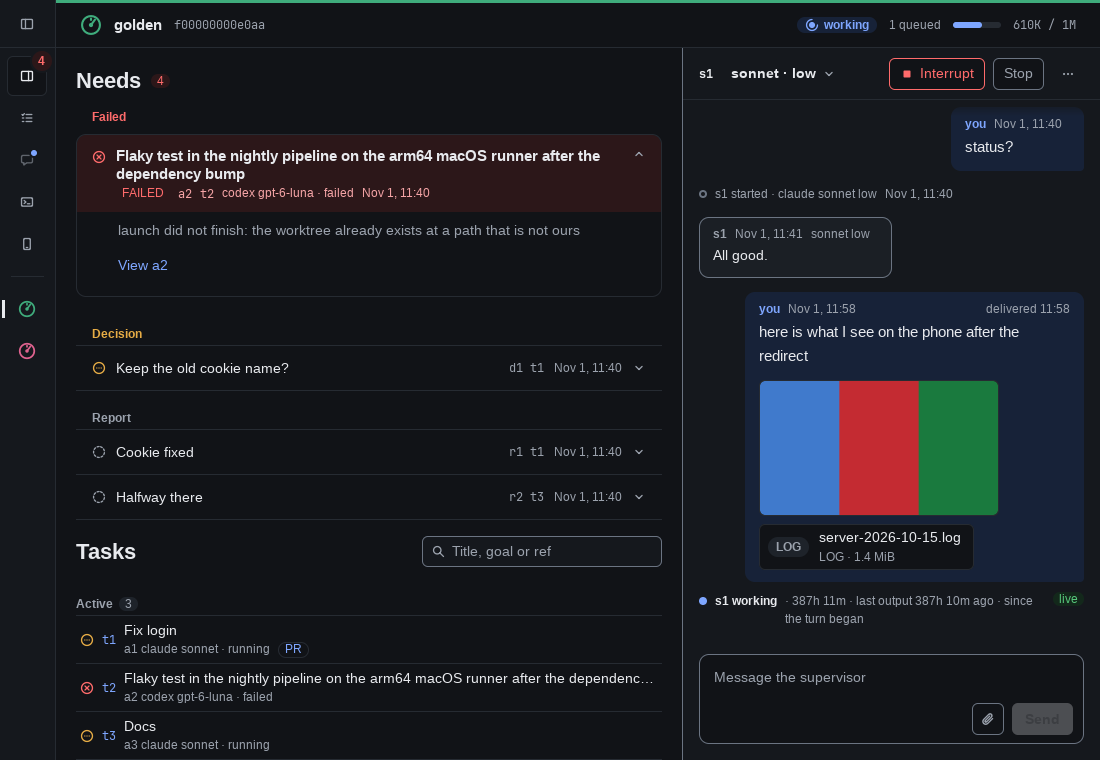 golden f00000000e0aa
working 1 queued 610K / 1M
4
Needs 4
Failed
Flaky test in the nightly pipeline on the arm64 macOS runner after the
dependency bump
FAILED a2 t2 codex gpt-6-luna · failed Nov 1, 11:40
launch did not finish: the worktree already exists at a path that is not ours
View a2
Decision
Keep the old cookie name? d1 t1 Nov 1, 11:40
Report
Cookie fixed r1 t1 Nov 1, 11:40
Halfway there r2 t3 Nov 1, 11:40
Tasks
Title, goal or ref
Active 3
t1 Fix login
a1 claude sonnet · running PR
t2 Flaky test in the nightly pipeline on the arm64 macOS runner after the dependenc…
a2 codex gpt-6-luna · failed
t3 Docs
a3 claude sonnet · running
s1 sonnet · low Interrupt Stop
you Nov 1, 11:40
status?
s1 started · claude sonnet low Nov 1, 11:40
s1 Nov 1, 11:41 sonnet low
All good.
you Nov 1, 11:58 delivered 11:58
here is what I see on the phone after the
redirect
LOG server-2026-10-15.log
LOG · 1.4 MiB
s1 working · 387h 11m · last output 387h 10m ago · since
the turn began
live
Message the supervisor
Send